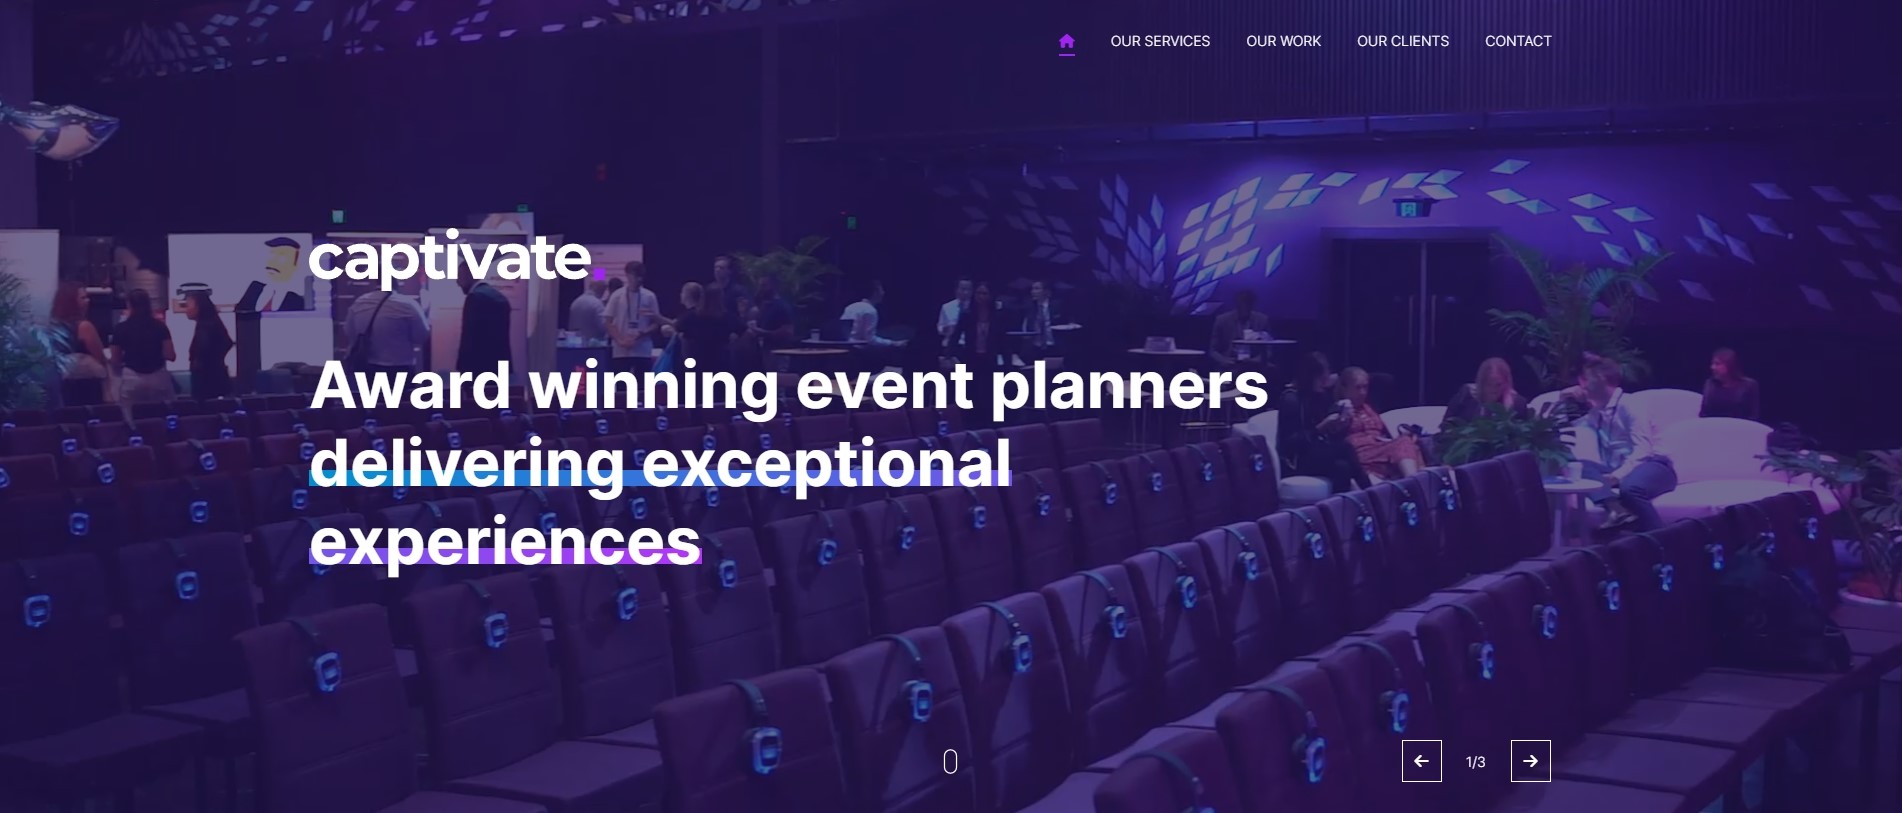 OUR SERVICES OUR WORK OUR CLIENTS CONTACT
captivate.
Award winning event planners
delivering exceptional
experiences
1/3